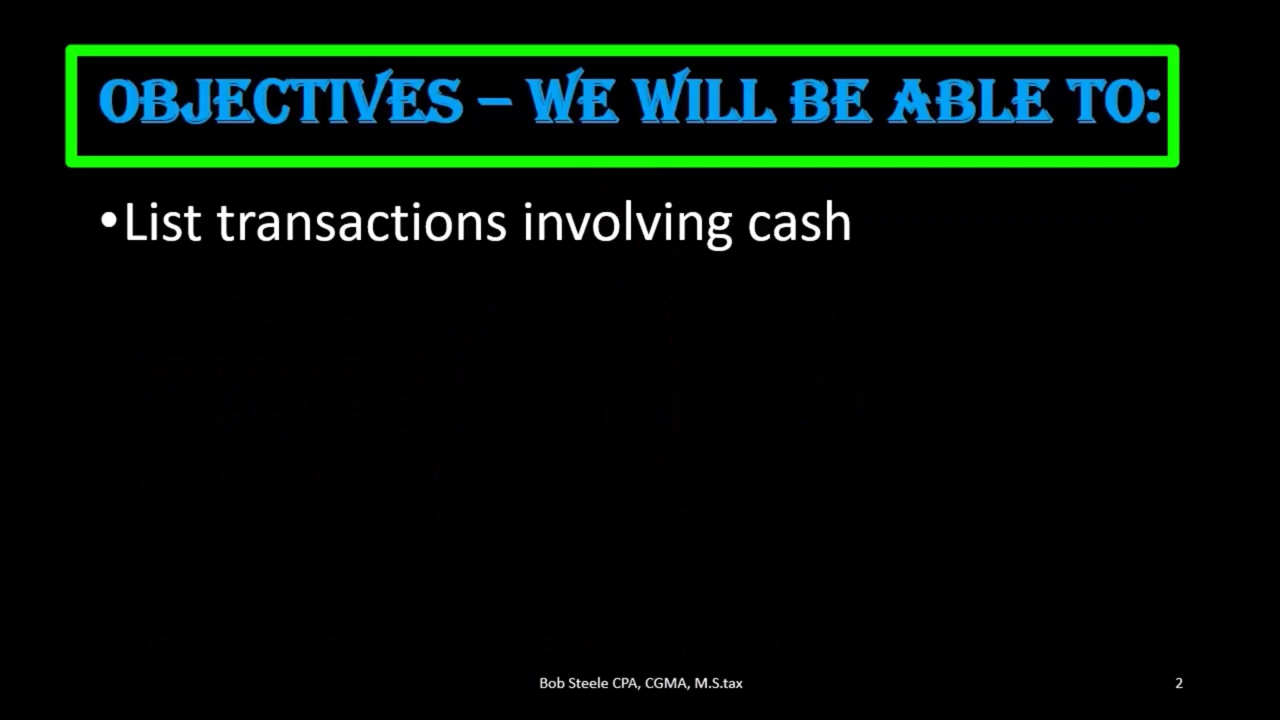 OBJECTIVES – WE WILL BE ABLE TO:
•List transactions involving cash
Bob Steele CPA, CGMA, M.S.tax
2